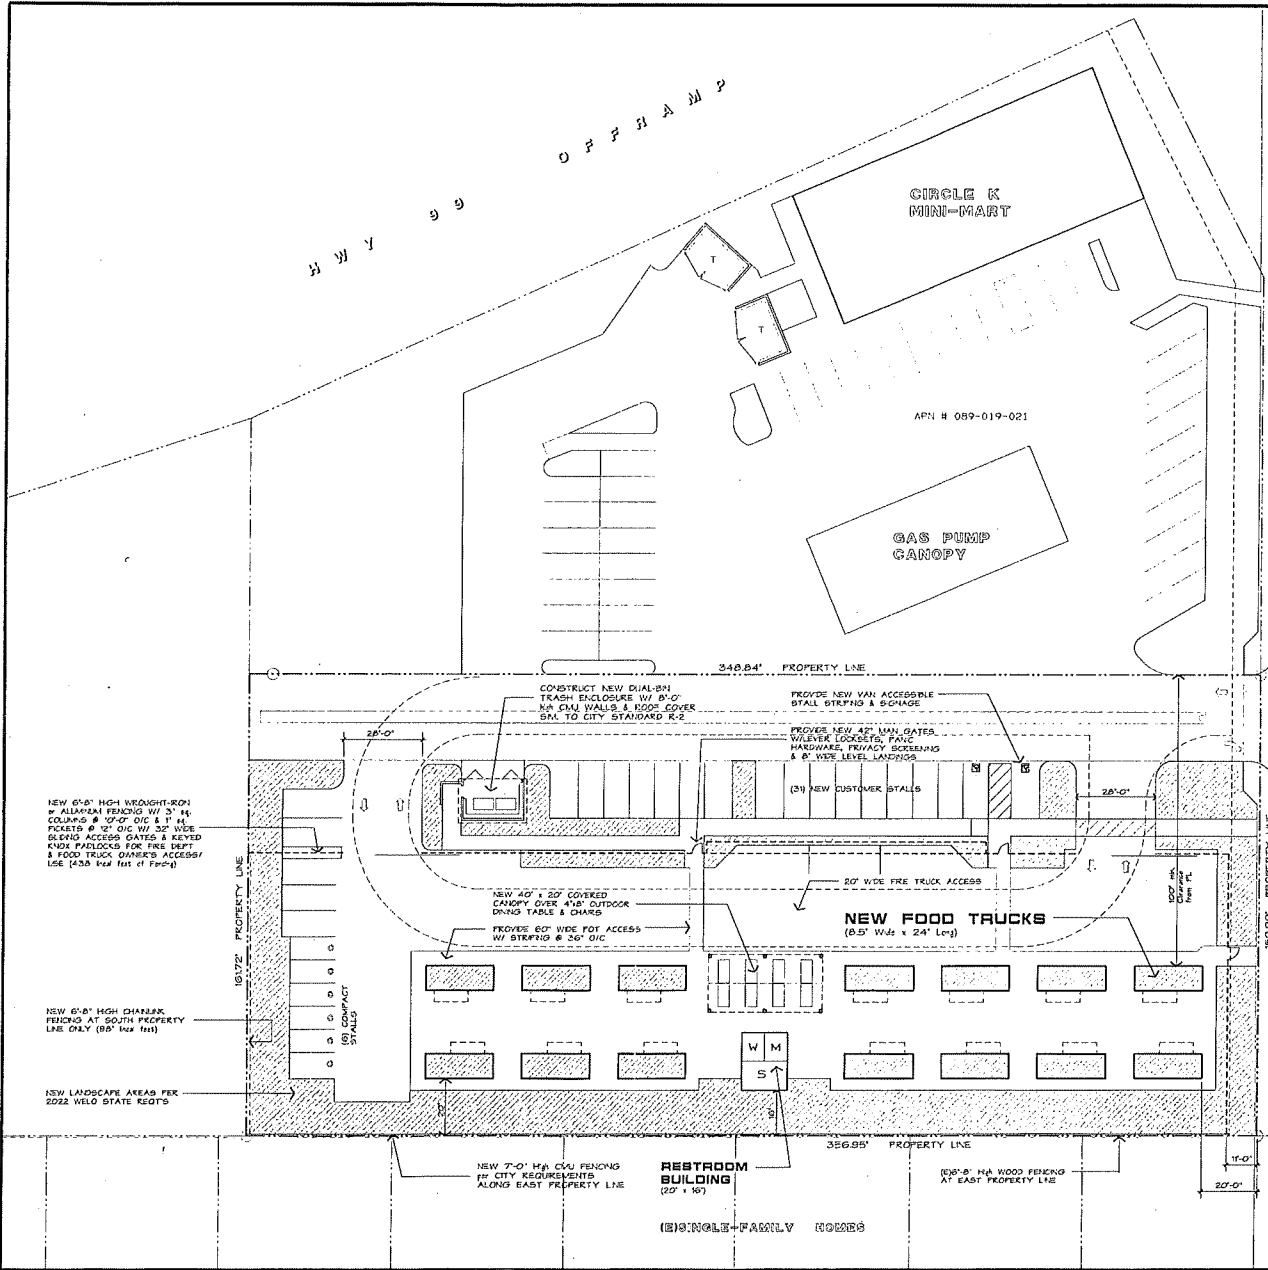 HWY 99 OFFRAMP
CIRCLE K
MINI-MART
T
T
APN # 089-019-021
GAS PUMP
CANOPY
348.84' PROPERTY LINE
CONSTRUCT NEW DUAL-BIN
TRASH ENCLOSURE W/ 8'-0"
High CMU WALLS & ROOF COVER
SIM. TO CITY STANDARD R-2
PROVIDE NEW VAN ACCESSIBLE
STALL STRIPING & SIGNAGE
PROVIDE NEW 42" MAN GATES
W/LEVER LOCKSETS, PANIC
HARDWARE, PRIVACY SCREENING
& 8' WIDE LEVEL LANDINGS
28'-0"
(31) NEW CUSTOMER STALLS
28'-0"
NEW 6'-8" HIGH WROUGHT-IRON
or ALUMINUM FENCING W/ 3" sq.
COLUMNS @ 10'-0" O/C & 1" sq.
PICKETS @ 12" O/C W/ 32' WIDE
SLIDING ACCESS GATES & KEYED
KNOX PADLOCKS FOR FIRE DEPT
& FOOD TRUCK OWNER'S ACCESS/
USE (438 lineal feet of Fencing)
161.72' PROPERTY LINE
100' min.
Clearance
from PL
PROPERTY LINE
20' WIDE FIRE TRUCK ACCESS
NEW 40' x 20' COVERED
CANOPY OVER 4'x8' OUTDOOR
DINING TABLE & CHAIRS
NEW FOOD TRUCKS
(8.5' Wide x 24' Long)
PROVIDE 60" WIDE POT ACCESS
W/ STRIPING @ 36" O/C
(6) COMPACT
STALLS
NEW 6'-8" HIGH CHAINLINK
FENCING AT SOUTH PROPERTY
LINE ONLY (98' lineal feet)
W M
S
NEW LANDSCAPE AREAS PER
2022 WELO STATE REQT'S
20'
16'
356.95' PROPERTY LINE
NEW 7'-0" High CMU FENCING
per CITY REQUIREMENTS
ALONG EAST PROPERTY LINE
RESTROOM
BUILDING
(20' x 16')
(E)6'-8" High WOOD FENCING
AT EAST PROPERTY LINE
11'-0"
20'-0"
(E)SINGLE-FAMILY HOMES